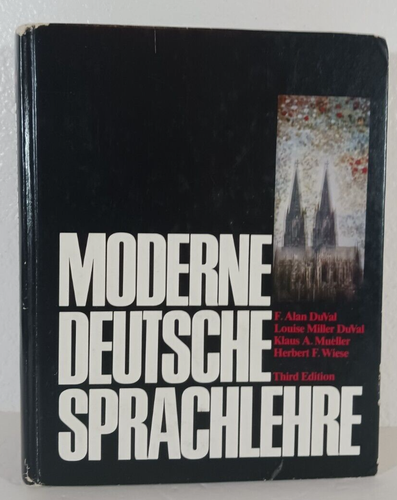 MODERNE
DEUTSCHE
SPRACHLEHRE
F. Alan DuVal
Louise Miller DuVal
Klaus A. Mueller
Herbert F. Wiese
Third Edition